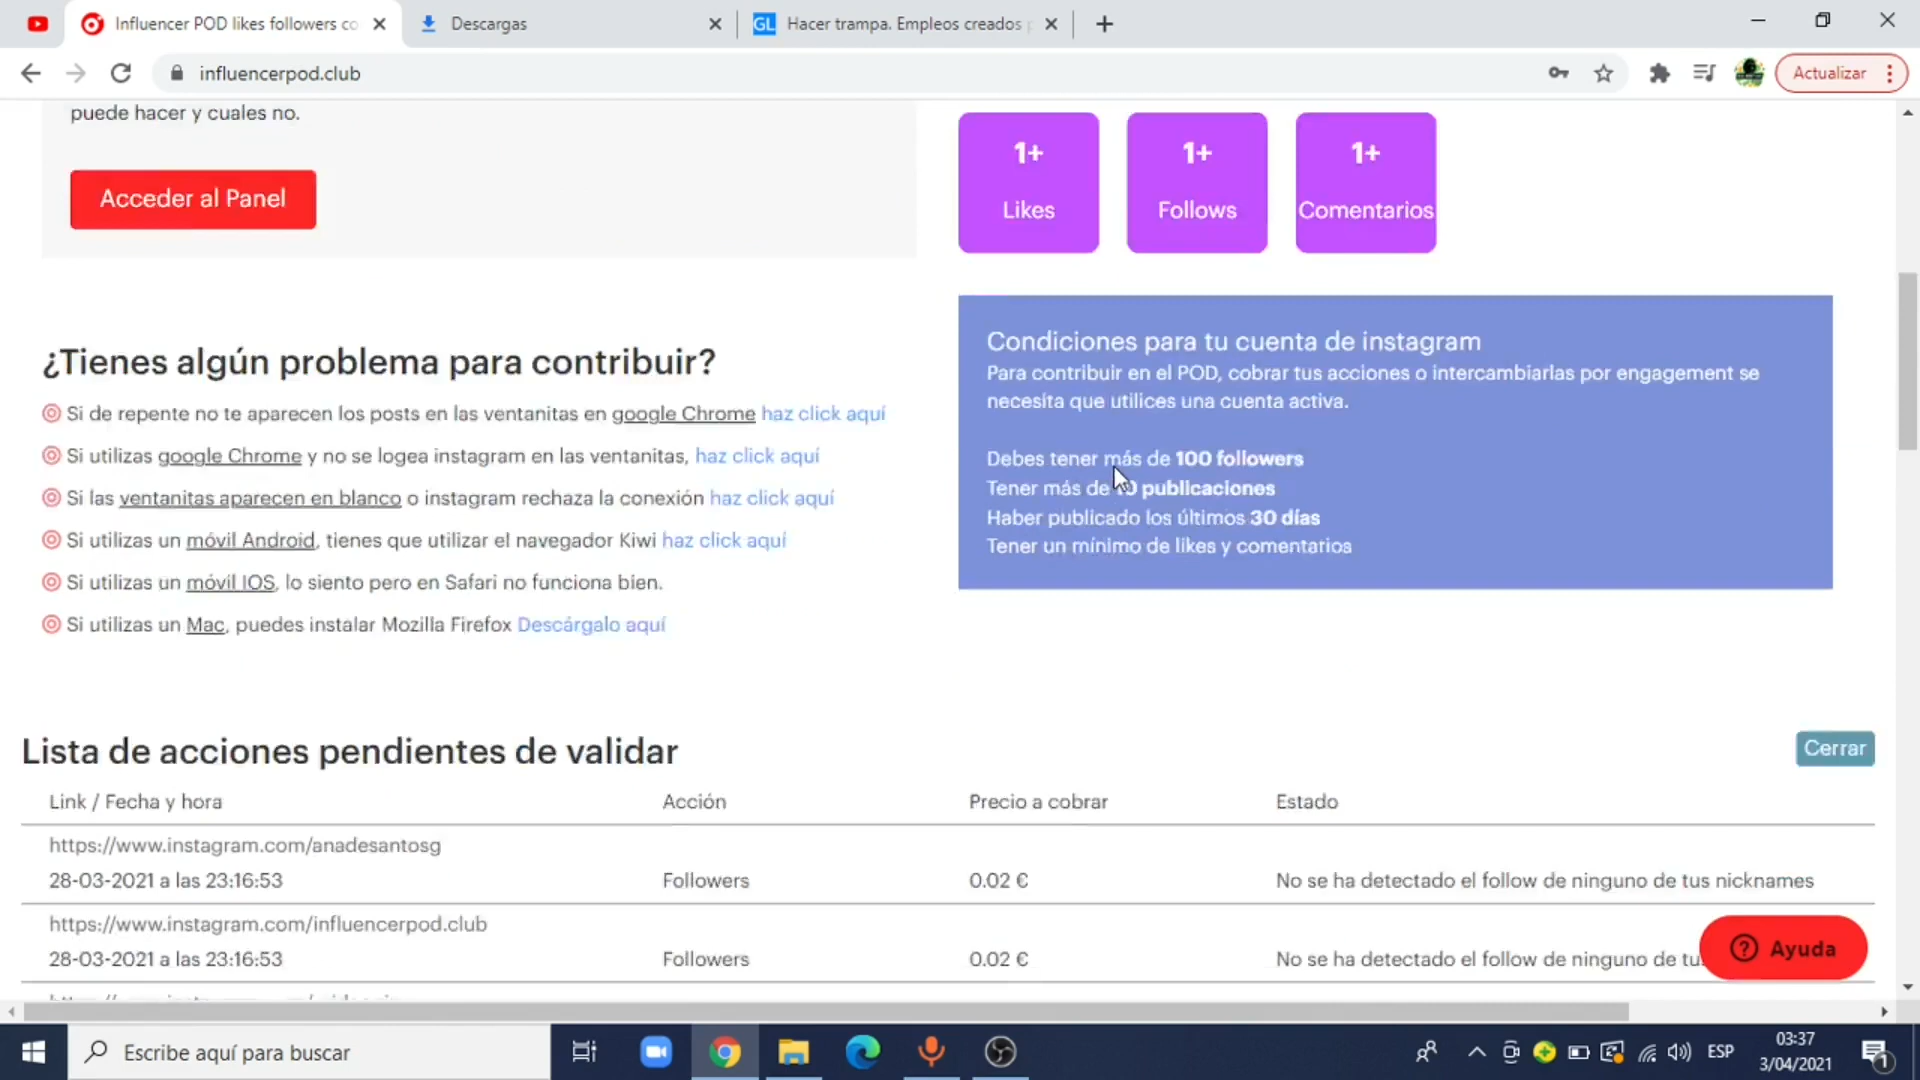 Influencer POD likes followers co
Descargas
GL
Hacer trampa. Empleos creados
influencerpod.club
Actualizar
puede hacer y cuales no.
Acceder al Panel
1+
Likes
1+
Follows
1+
Comentarios
¿Tienes algún problema para contribuir?
Si de repente no te aparecen los posts en las ventanitas en google Chrome haz click aquí
Si utilizas google Chrome y no se logea instagram en las ventanitas, haz click aquí
Si las ventanitas aparecen en blanco o instagram rechaza la conexión haz click aquí
Si utilizas un móvil Android, tienes que utilizar el navegador Kiwi haz click aquí
Si utilizas un móvil IOS, lo siento pero en Safari no funciona bien.
Si utilizas un Mac, puedes instalar Mozilla Firefox Descárgalo aquí
Condiciones para tu cuenta de instagram
Para contribuir en el POD, cobrar tus acciones o intercambiarlas por engagement se
necesita que utilices una cuenta activa.
Debes tener más de 100 followers
Tener más de 10 publicaciones
Haber publicado los últimos 30 días
Tener un mínimo de likes y comentarios
Lista de acciones pendientes de validar
Cerrar
Link / Fecha y hora Acción Precio a cobrar Estado
https://www.instagram.com/anadesantosg
28-03-2021 a las 23:16:53 Followers 0.02 € No se ha detectado el follow de ninguno de tus nicknames
https://www.instagram.com/influencerpod.club
28-03-2021 a las 23:16:53 Followers 0.02 € No se ha detectado el follow de ninguno de tu
Ayuda
Escribe aquí para buscar
ESP
03:37
3/04/2021
1